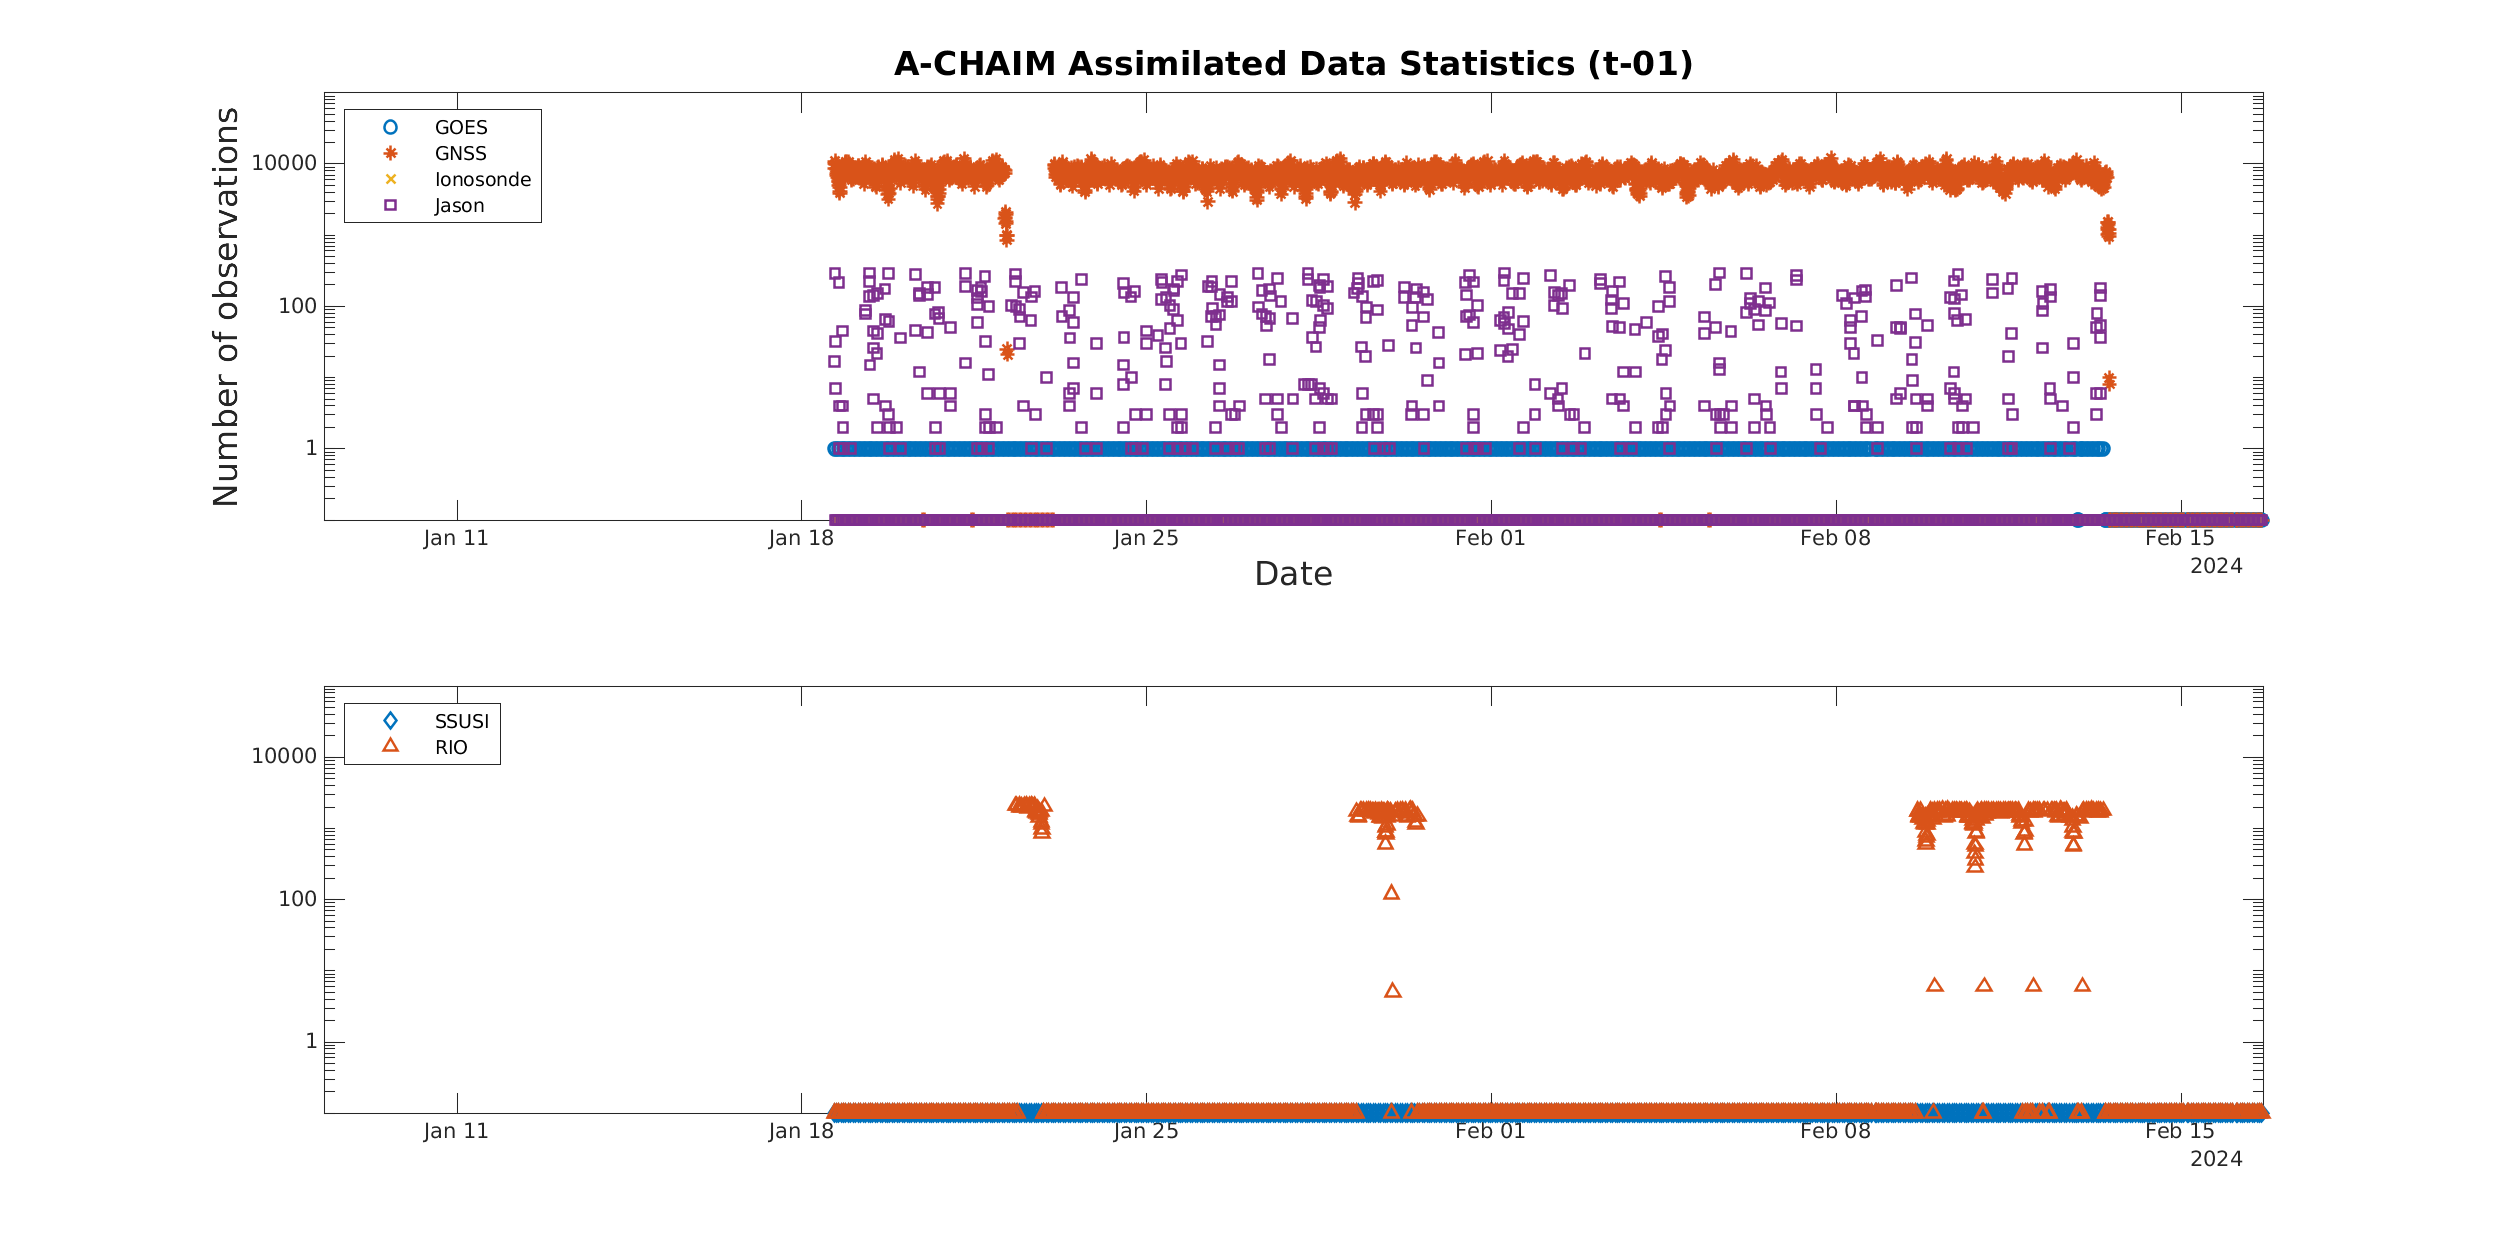 A-CHAIM Assimilated Data Statistics (t-01)
Number of observations
GOES
GNSS
Ionosonde
Jason
10000
100
1
Jan 11 Jan 18 Jan 25 Feb 01 Feb 08 Feb 15
2024
Date
SSUSI
RIO
10000
100
1
Jan 11 Jan 18 Jan 25 Feb 01 Feb 08 Feb 15
2024